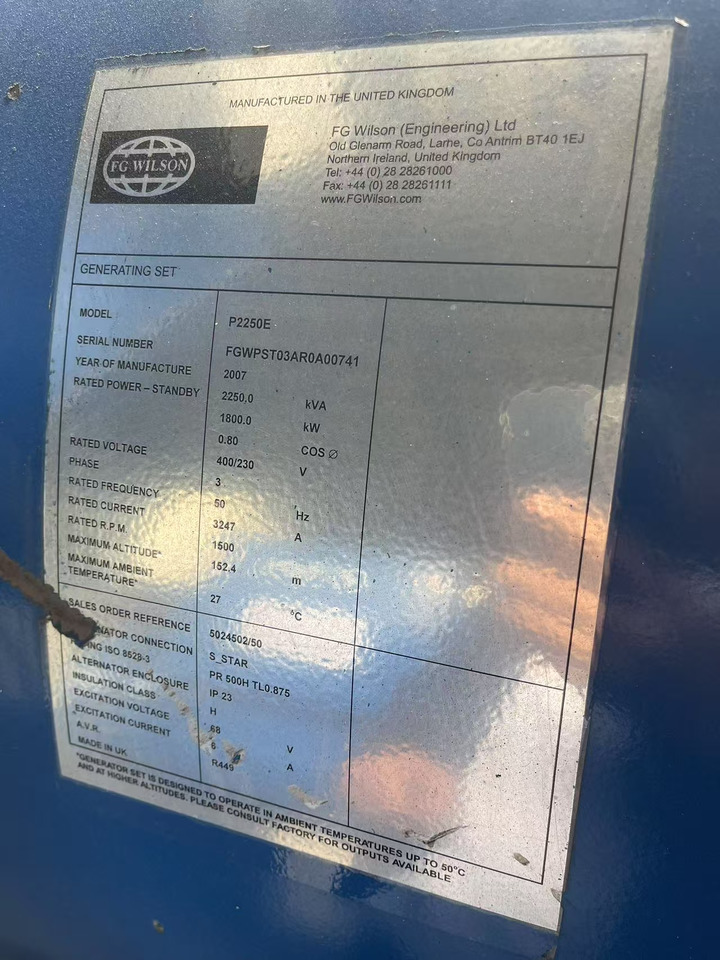 MANUFACTURED IN THE UNITED KINGDOM
FG WILSON
FG Wilson (Engineering) Ltd
Old Glenarm Road, Larne, Co Antrim BT40 1EJ
Northern Ireland, United Kingdom
Tel: +44 (0) 28 28261000
Fax: +44 (0) 28 28261111
www.FGWilson.com
GENERATING SET
MODEL P2250E
SERIAL NUMBER FGWPST03AR0A00741
YEAR OF MANUFACTURE 2007
RATED POWER – STANDBY 2250.0 kVA
1800.0 kW
0.80 COS Ø
RATED VOLTAGE 400/230 V
PHASE 3
RATED FREQUENCY 50 Hz
RATED CURRENT 3247 A
RATED R.P.M. 1500
MAXIMUM ALTITUDE* 152.4 m
MAXIMUM AMBIENT
TEMPERATURE* 27 °C
SALES ORDER REFERENCE 5024502/50
NATOR CONNECTION S_STAR
ING ISO 8528-3 PR 500H TL0.875
ALTERNATOR ENCLOSURE IP 23
INSULATION CLASS H
EXCITATION VOLTAGE 68 V
EXCITATION CURRENT 6 A
A.V.R. R449
MADE IN UK
*GENERATOR SET IS DESIGNED TO OPERATE IN AMBIENT TEMPERATURES UP TO 50°C
AND AT HIGHER ALTITUDES. PLEASE CONSULT FACTORY FOR OUTPUTS AVAILABLE